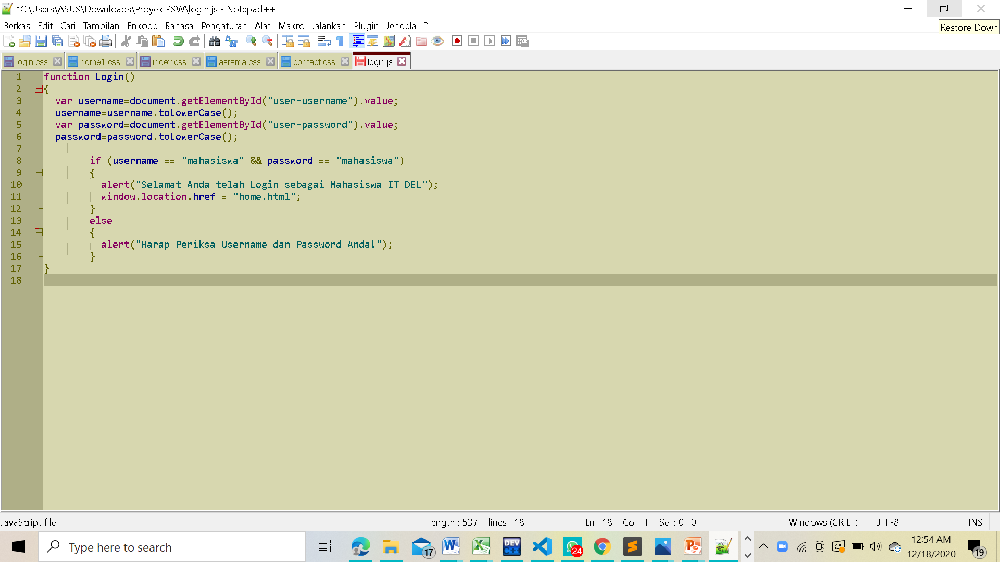 *C:\Users\ASUS\Downloads\Proyek PSW\login.js - Notepad++
Restore Down
Berkas Edit Cari Tampilan Enkode Bahasa Pengaturan Alat Makro Jalankan Plugin Jendela ?
login.css home1.css index.css asrama.css contact.css login.js
1 function Login()
2 {
3 var username=document.getElementById("user-username").value;
4 username=username.toLowerCase();
5 var password=document.getElementById("user-password").value;
6 password=password.toLowerCase();
7
8 if (username == "mahasiswa" && password == "mahasiswa")
9 {
10 alert("Selamat Anda telah Login sebagai Mahasiswa IT DEL");
11 window.location.href = "home.html";
12 }
13 else
14 {
15 alert("Harap Periksa Username dan Password Anda!");
16 }
17 }
18
JavaScript file length : 537 lines : 18 Ln : 18 Col : 1 Sel : 0 | 0 Windows (CR LF) UTF-8 INS
Type here to search 17 DEV C++ 24 12:54 AM
12/18/2020 19